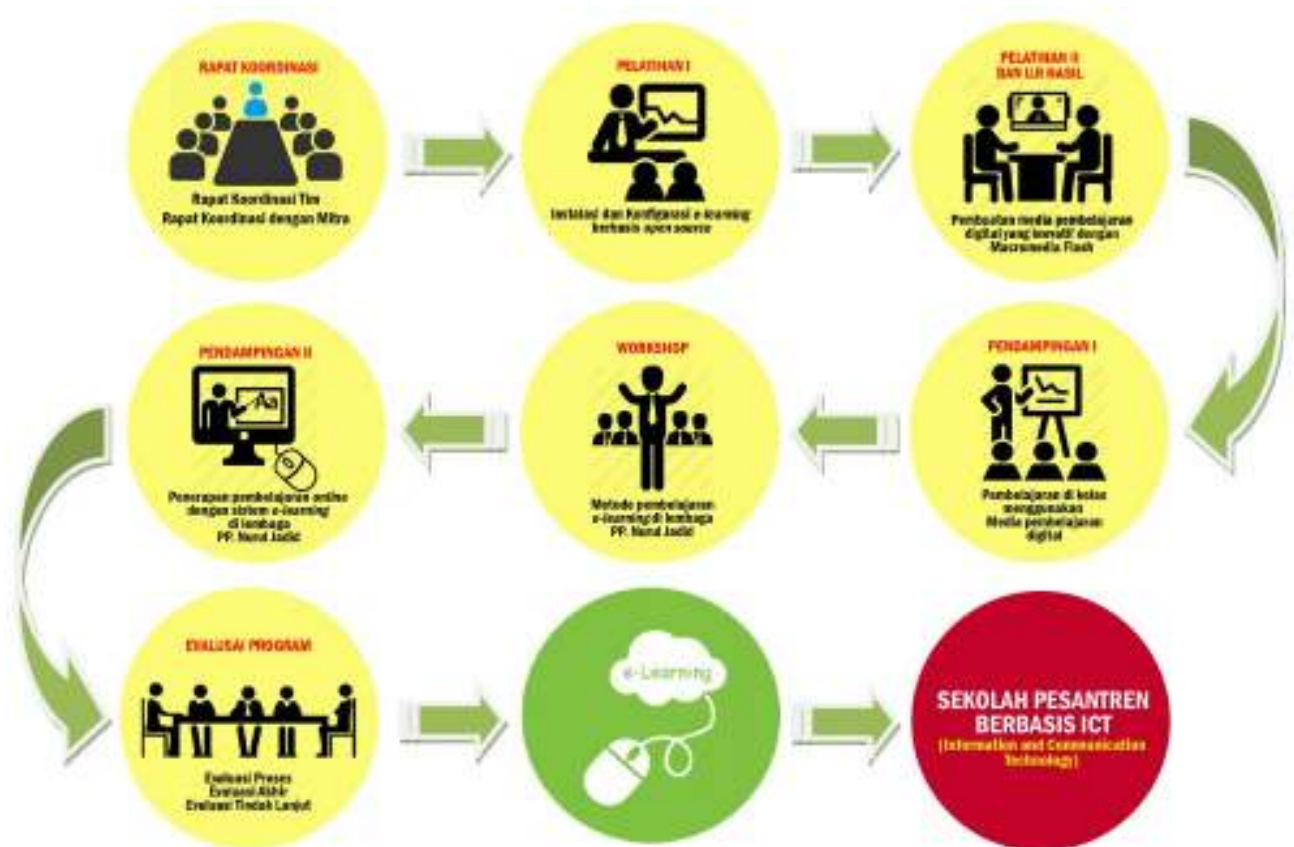 RAPAT KOORDINASI
Rapat Koordinasi Tim
Rapat Koordinasi dengan Mitra
PELATIHAN I
Instalasi dan Konfigurasi e-learning
berbasis open source
PELATIHAN II
DAN UJI HASIL
Pembuatan media pembelajaran
digital yang inovatif dengan
Macromedia Flash
PENDAMPINGAN I
Pembelajaran di kelas
menggunakan
Media pembelajaran
digital
WORKSHOP
Metode pembelajaran
e-learning di lembaga
PP. Nurul Jadid
PENDAMPINGAN II
Aa
Penerapan pembelajaran online
dengan sistem e-learning
di lembaga
PP. Nurul Jadid
EVALUSAI PROGRAM
Evaluasi Proses
Evaluasi Akhir
Evaluasi Tindak Lanjut
e-Learning
SEKOLAH PESANTREN
BERBASIS ICT
(Information and Communication
Technology)